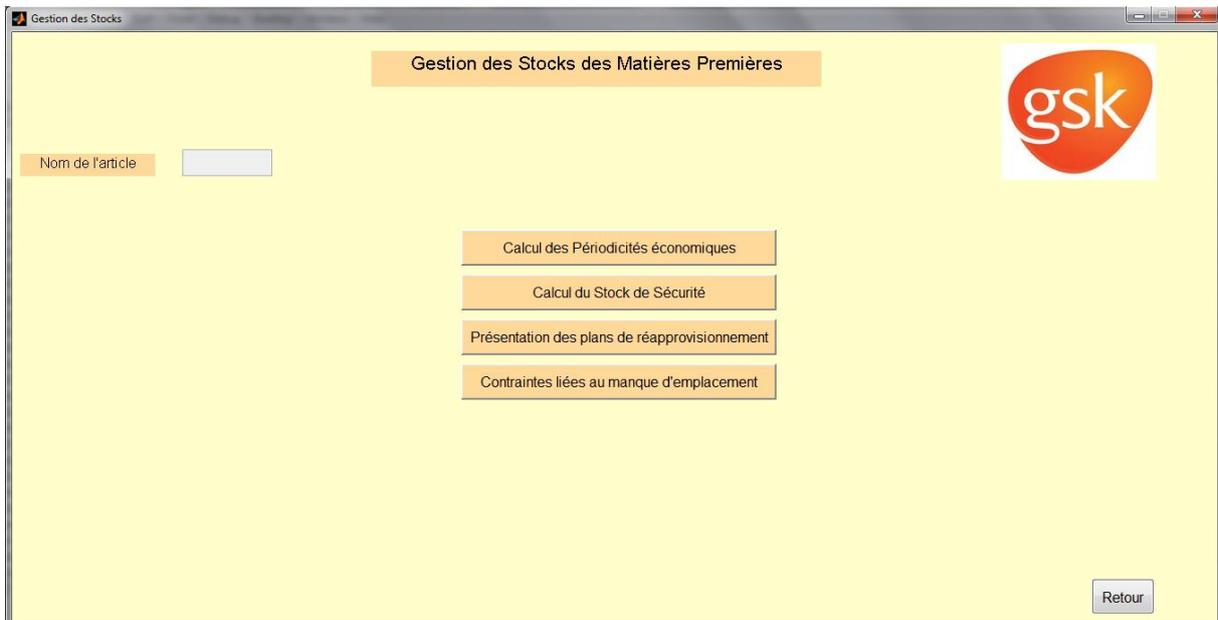 Gestion des Stocks
Gestion des Stocks des Matières Premières
gsk
Nom de l'article
Calcul des Périodicités économiques
Calcul du Stock de Sécurité
Présentation des plans de réapprovisionnement
Contraintes liées au manque d'emplacement
Retour